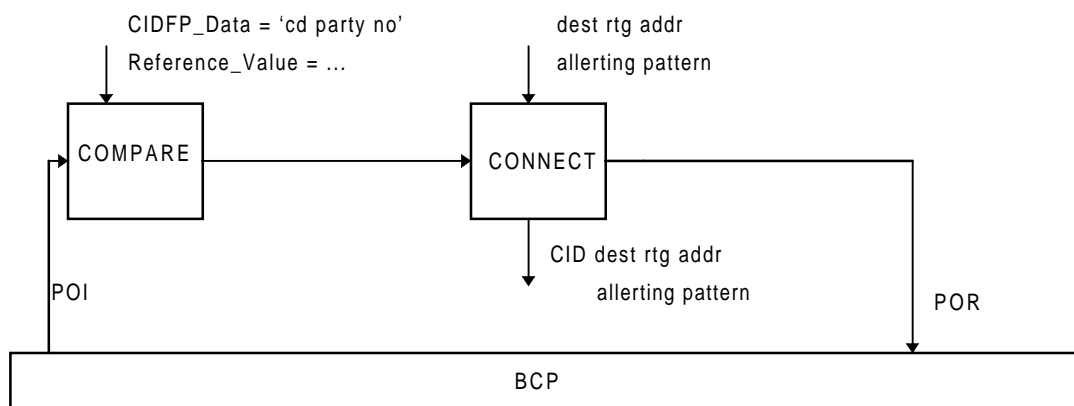 CIDFP_Data = ‘cd party no’
Reference_Value = ...
dest rtg addr
allerting pattern
COMPARE
CONNECT
CID dest rtg addr
allerting pattern
POI
POR
BCP